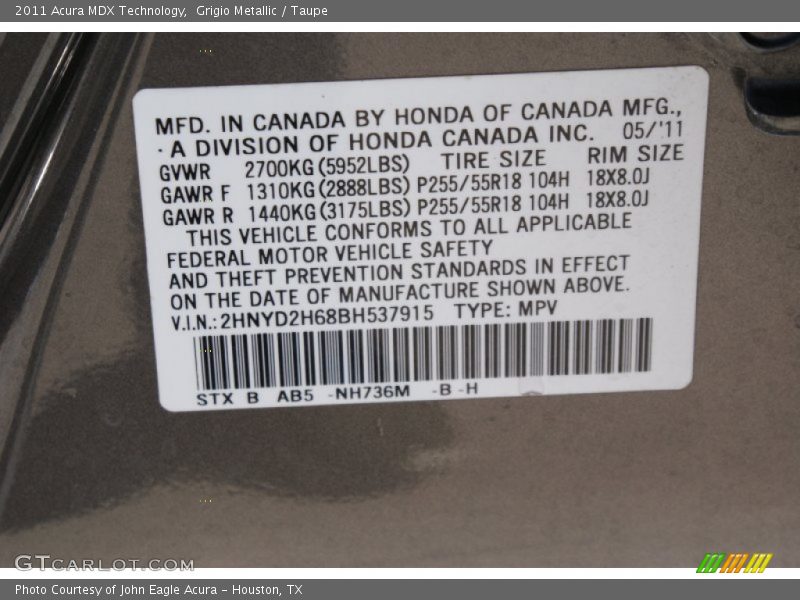 2011 Acura MDX Technology,  Grigio Metallic / Taupe
MFD. IN CANADA BY HONDA OF CANADA MFG.,
· A DIVISION OF HONDA CANADA INC. 05/'11
GVWR 2700KG(5952LBS) TIRE SIZE RIM SIZE
GAWR F 1310KG(2888LBS) P255/55R18 104H 18X8.0J
GAWR R 1440KG(3175LBS) P255/55R18 104H 18X8.0J
THIS VEHICLE CONFORMS TO ALL APPLICABLE
FEDERAL MOTOR VEHICLE SAFETY
AND THEFT PREVENTION STANDARDS IN EFFECT
ON THE DATE OF MANUFACTURE SHOWN ABOVE.
V.I.N.: 2HNYD2H68BH537915 TYPE: MPV
STX B AB5 -NH736M -B -H
GTCARLOT.COM
Photo Courtesy of John Eagle Acura - Houston, TX